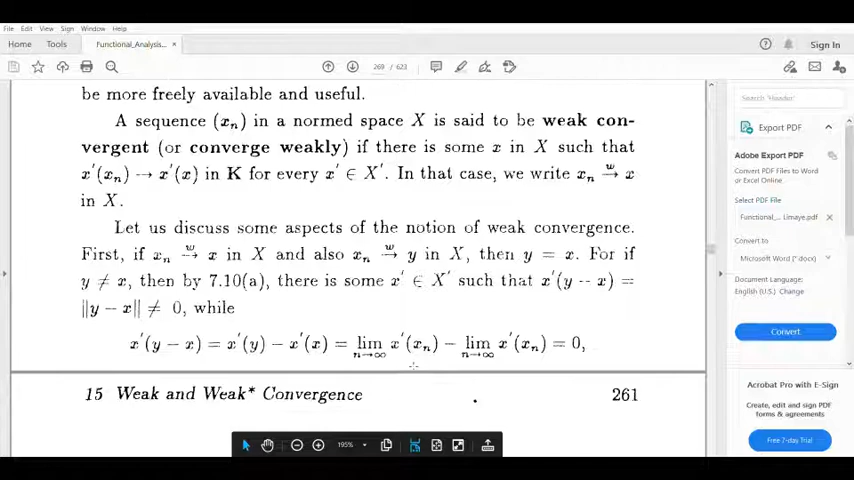 File Edit View Sign Window Help
Home Tools Functional_Analysis... × Sign In
269 / 623
be more freely available and useful.
A sequence (xₙ) in a normed space X is said to be weak con-
vergent (or converge weakly) if there is some x in X such that
x′(xₙ) → x′(x) in K for every x′ ∈ X′. In that case, we write xₙ →ʷ x
in X.
Let us discuss some aspects of the notion of weak convergence.
First, if xₙ →ʷ x in X and also xₙ →ʷ y in X, then y = x. For if
y ≠ x, then by 7.10(a), there is some x′ ∈ X′ such that x′(y − x) =
||y − x|| ≠ 0, while
x′(y − x) = x′(y) − x′(x) = lim n→∞ x′(xₙ) − lim n→∞ x′(xₙ) = 0,
15 Weak and Weak* Convergence 261
195%
Search 'Header'
Export PDF
Adobe Export PDF
Convert PDF Files to Word
or Excel Online
Select PDF File
Functional_... Limaye.pdf ×
Convert to
Microsoft Word (*.docx)
Document Language:
English (U.S.) Change
Convert
Acrobat Pro with E-Sign
Create, edit and sign PDF
forms & agreements
Free 7-day Trial